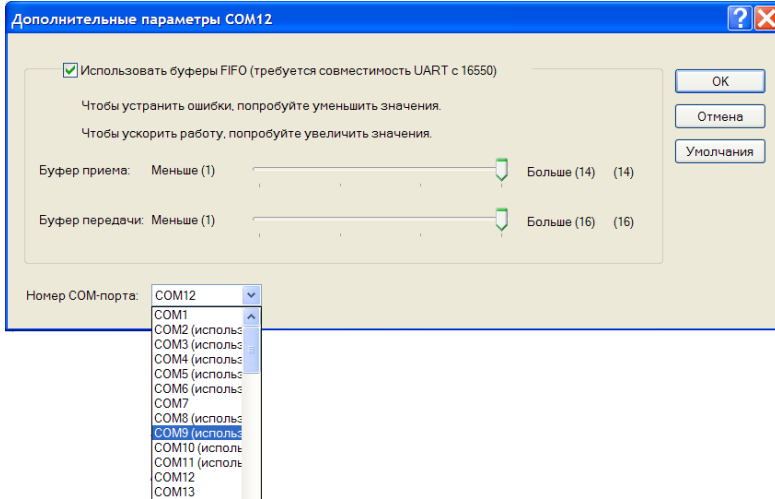 Дополнительные параметры COM12
Использовать буферы FIFO (требуется совместимость UART с 16550)
OK
Чтобы устранить ошибки, попробуйте уменьшить значения.
Отмена
Чтобы ускорить работу, попробуйте увеличить значения.
Умолчания
Буфер приема: Меньше (1) Больше (14) (14)
Буфер передачи: Меньше (1) Больше (16) (16)
Номер COM-порта: COM12
COM1
COM2 (использ
COM3 (использ
COM4 (использ
COM5 (использ
COM6 (использ
COM7
COM8 (использ
COM9 (использ
COM10 (исполь
COM11 (исполь
COM12
COM13